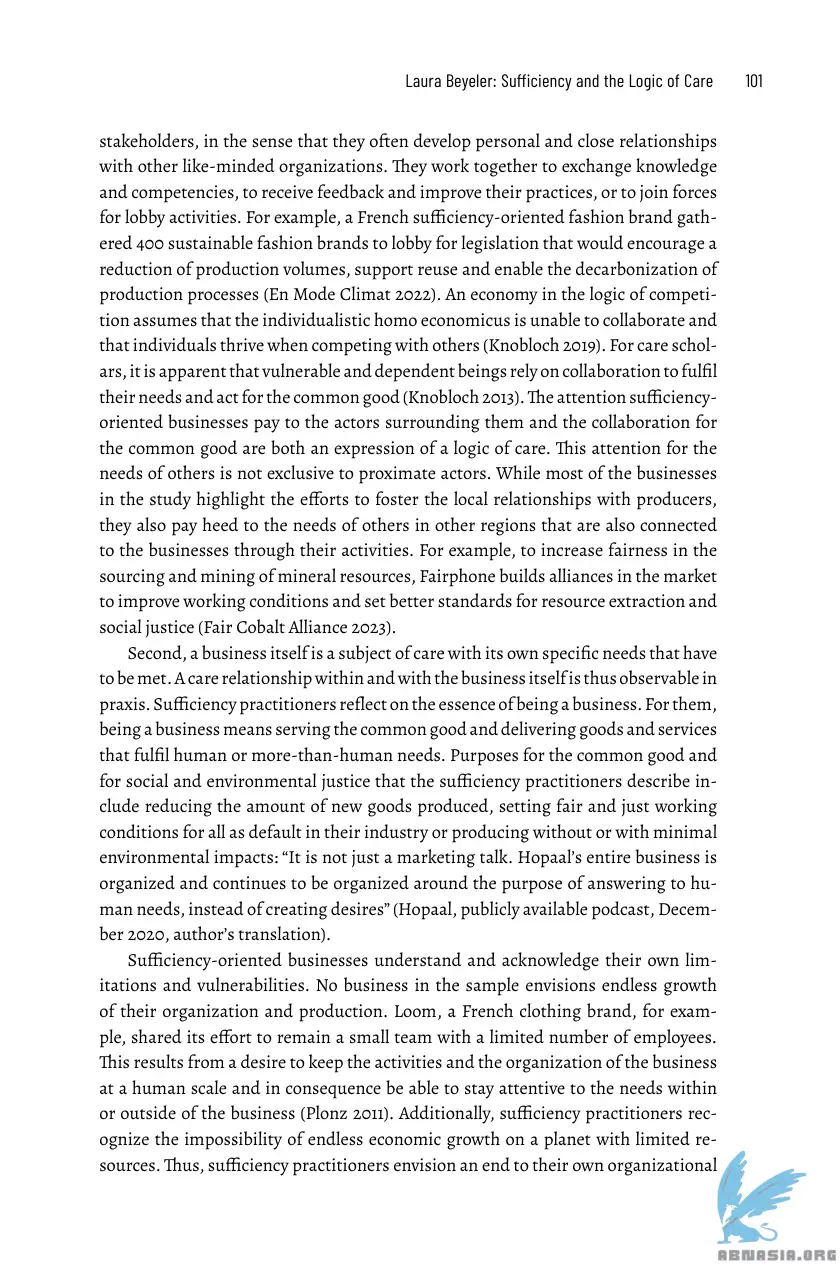 Laura Beyeler: Sufficiency and the Logic of Care 101
stakeholders, in the sense that they often develop personal and close relationships
with other like-minded organizations. They work together to exchange knowledge
and competencies, to receive feedback and improve their practices, or to join forces
for lobby activities. For example, a French sufficiency-oriented fashion brand gath-
ered 400 sustainable fashion brands to lobby for legislation that would encourage a
reduction of production volumes, support reuse and enable the decarbonization of
production processes (En Mode Climat 2022). An economy in the logic of competi-
tion assumes that the individualistic homo economicus is unable to collaborate and
that individuals thrive when competing with others (Knobloch 2019). For care schol-
ars, it is apparent that vulnerable and dependent beings rely on collaboration to fulfil
their needs and act for the common good (Knobloch 2013). The attention sufficiency-
oriented businesses pay to the actors surrounding them and the collaboration for
the common good are both an expression of a logic of care. This attention for the
needs of others is not exclusive to proximate actors. While most of the businesses
in the study highlight the efforts to foster the local relationships with producers,
they also pay heed to the needs of others in other regions that are also connected
to the businesses through their activities. For example, to increase fairness in the
sourcing and mining of mineral resources, Fairphone builds alliances in the market
to improve working conditions and set better standards for resource extraction and
social justice (Fair Cobalt Alliance 2023).
Second, a business itself is a subject of care with its own specific needs that have
to be met. A care relationship within and with the business itself is thus observable in
praxis. Sufficiency practitioners reflect on the essence of being a business. For them,
being a business means serving the common good and delivering goods and services
that fulfil human or more-than-human needs. Purposes for the common good and
for social and environmental justice that the sufficiency practitioners describe in-
clude reducing the amount of new goods produced, setting fair and just working
conditions for all as default in their industry or producing without or with minimal
environmental impacts: “It is not just a marketing talk. Hopaal’s entire business is
organized and continues to be organized around the purpose of answering to hu-
man needs, instead of creating desires” (Hopaal, publicly available podcast, Decem-
ber 2020, author’s translation).
Sufficiency-oriented businesses understand and acknowledge their own lim-
itations and vulnerabilities. No business in the sample envisions endless growth
of their organization and production. Loom, a French clothing brand, for exam-
ple, shared its effort to remain a small team with a limited number of employees.
This results from a desire to keep the activities and the organization of the business
at a human scale and in consequence be able to stay attentive to the needs within
or outside of the business (Plonz 2011). Additionally, sufficiency practitioners rec-
ognize the impossibility of endless economic growth on a planet with limited re-
sources. Thus, sufficiency practitioners envision an end to their own organizational
ABNASIA.ORG